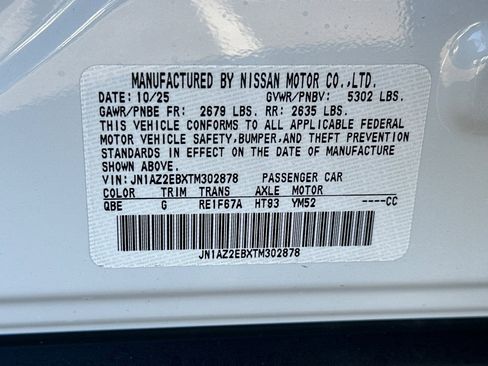 MANUFACTURED BY NISSAN MOTOR CO.,LTD.
DATE: 10/25 GVWR/PNBV: 5302 LBS.
GAWR/PNBE FR: 2679 LBS. RR: 2635 LBS.
THIS VEHICLE CONFORMS TO ALL APPLICABLE FEDERAL
MOTOR VEHICLE SAFETY,BUMPER,AND THEFT PREVENTION
STANDARDS IN EFFECT ON THE DATE OF MANUFACTURE
SHOWN ABOVE.
VIN: JN1AZ2EBXTM302878 PASSENGER CAR
COLOR TRIM TRANS AXLE MOTOR
QBE G RE1F67A HT93 YM52 ----CC
JN1AZ2EBXTM302878